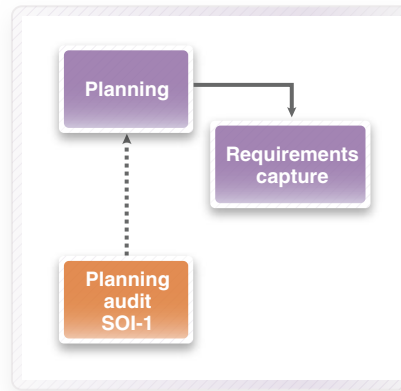 Planning
Requirements
capture
Planning
audit
SOI-1